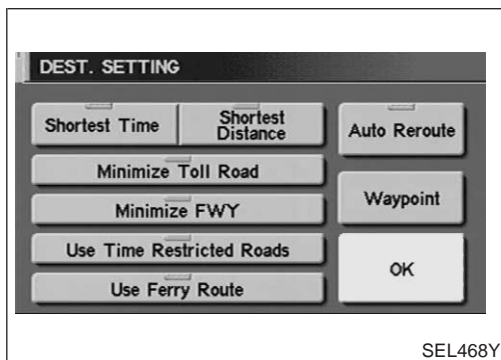 DEST. SETTING
Shortest Time
Shortest
Distance
Auto Reroute
Minimize Toll Road
Minimize FWY
Waypoint
Use Time Restricted Roads
Use Ferry Route
OK
SEL468Y